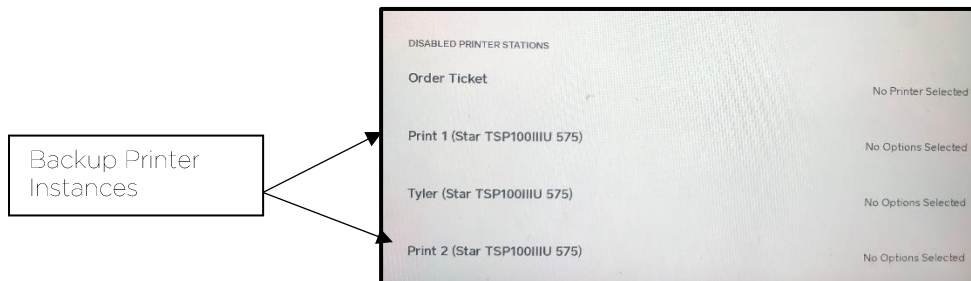 Backup Printer
Instances
DISABLED PRINTER STATIONS
Order Ticket
No Printer Selected
Print 1 (Star TSP100IIIU 575)
No Options Selected
Tyler (Star TSP100IIIU 575)
No Options Selected
Print 2 (Star TSP100IIIU 575)
No Options Selected